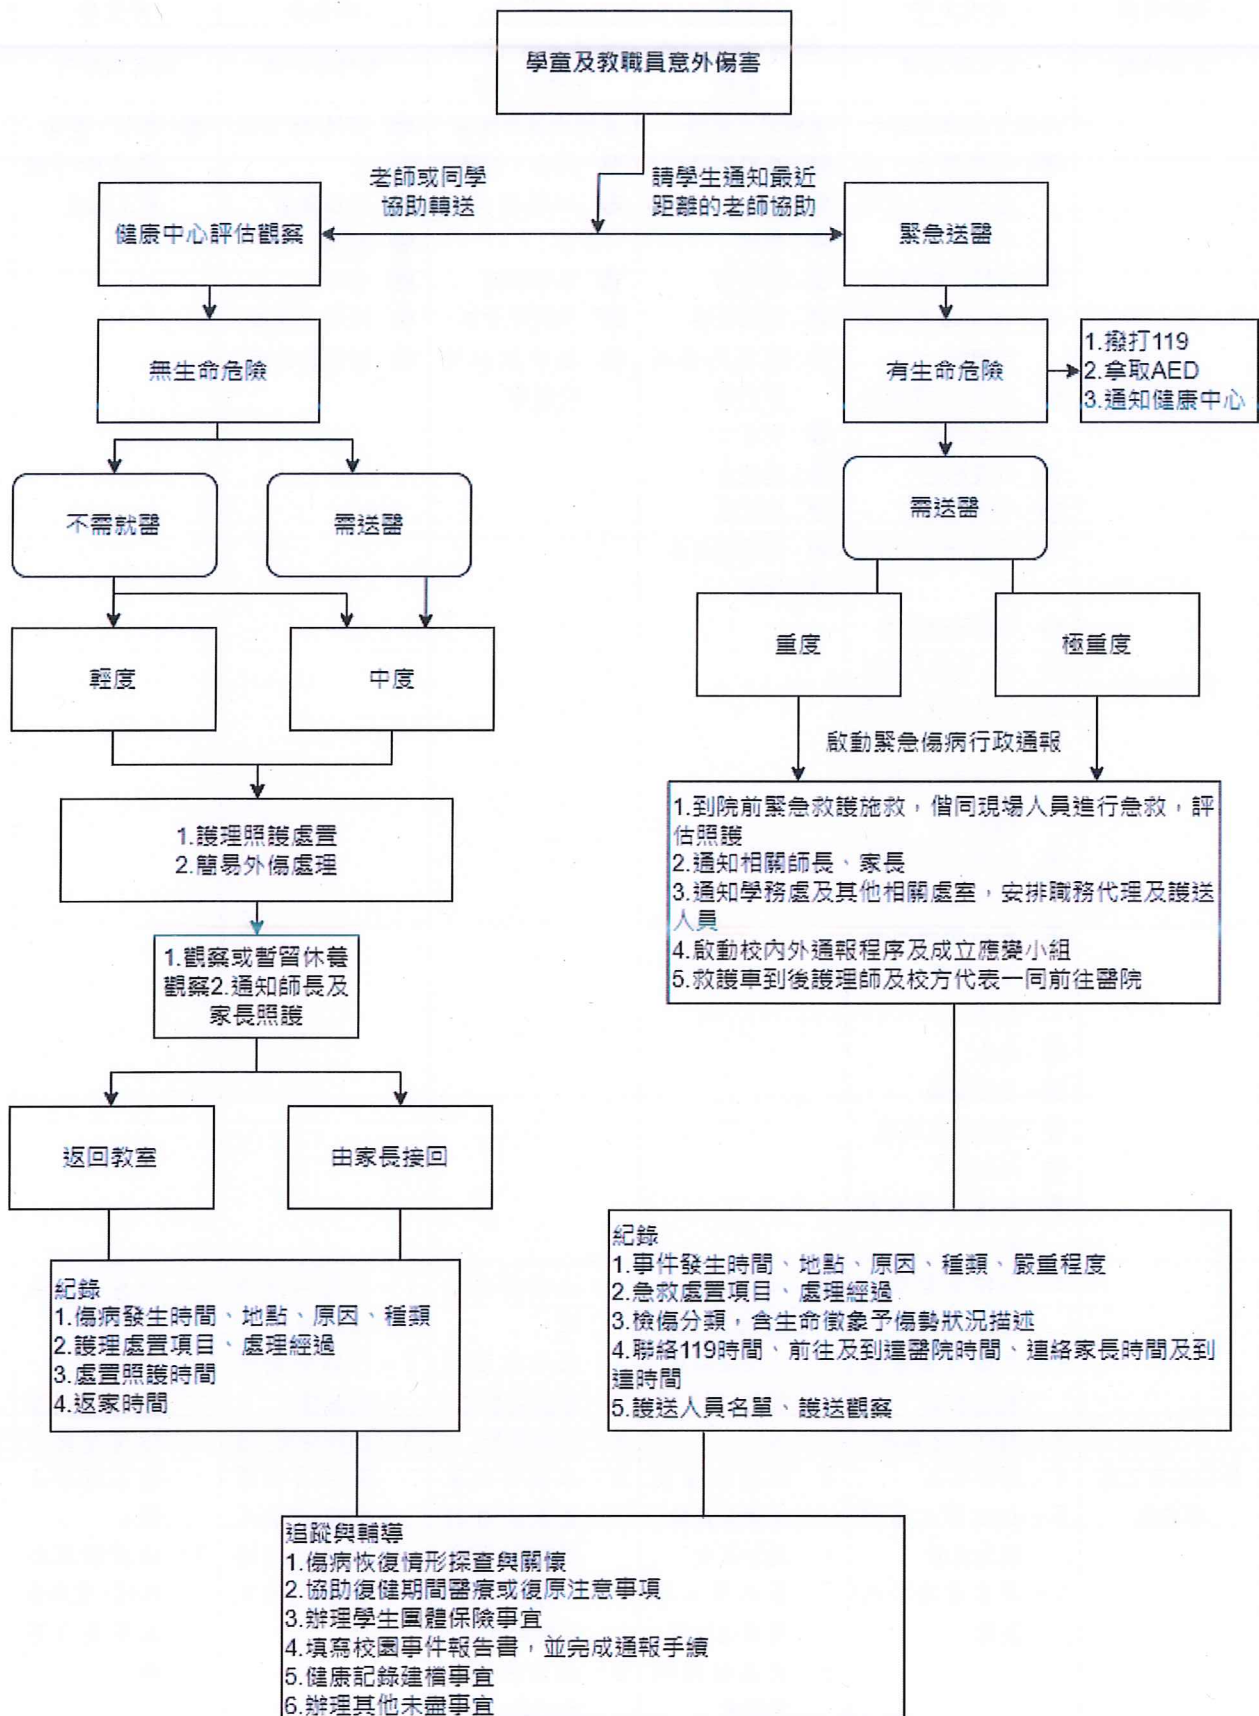 學童及教職員意外傷害
老師或同學
協助轉送
請學生通知最近
距離的老師協助
健康中心評估觀察
緊急送醫
無生命危險
有生命危險
1.撥打119
2.拿取AED
3.通知健康中心
不需就醫
需送醫
需送醫
輕度
中度
重度
極重度
啟動緊急傷病行政通報
1.護理照護處置
2.簡易外傷處理
1.到院前緊急救護施救，偕同現場人員進行急救，評
估照護
2.通知相關師長、家長
3.通知學務處及其他相關處室，安排職務代理及護送
人員
4.啟動校內外通報程序及成立應變小組
5.救護車到後護理師及校方代表一同前往醫院
1.觀察或暫留休養
觀察2.通知師長及
家長照護
返回教室
由家長接回
紀錄
1.傷病發生時間、地點、原因、種類
2.護理處置項目、處理經過
3.處置照護時間
4.返家時間
紀錄
1.事件發生時間、地點、原因、種類、嚴重程度
2.急救處置項目、處理經過
3.檢傷分類，含生命徵象予傷勢狀況描述
4.聯絡119時間、前往及到達醫院時間、連絡家長時間及到
達時間
5.護送人員名單、護送觀察
追蹤與輔導
1.傷病恢復情形探查與關懷
2.協助復健期間醫療或復原注意事項
3.辦理學生團體保險事宜
4.填寫校園事件報告書，並完成通報手續
5.健康記錄建檔事宜
6.辦理其他未盡事宜